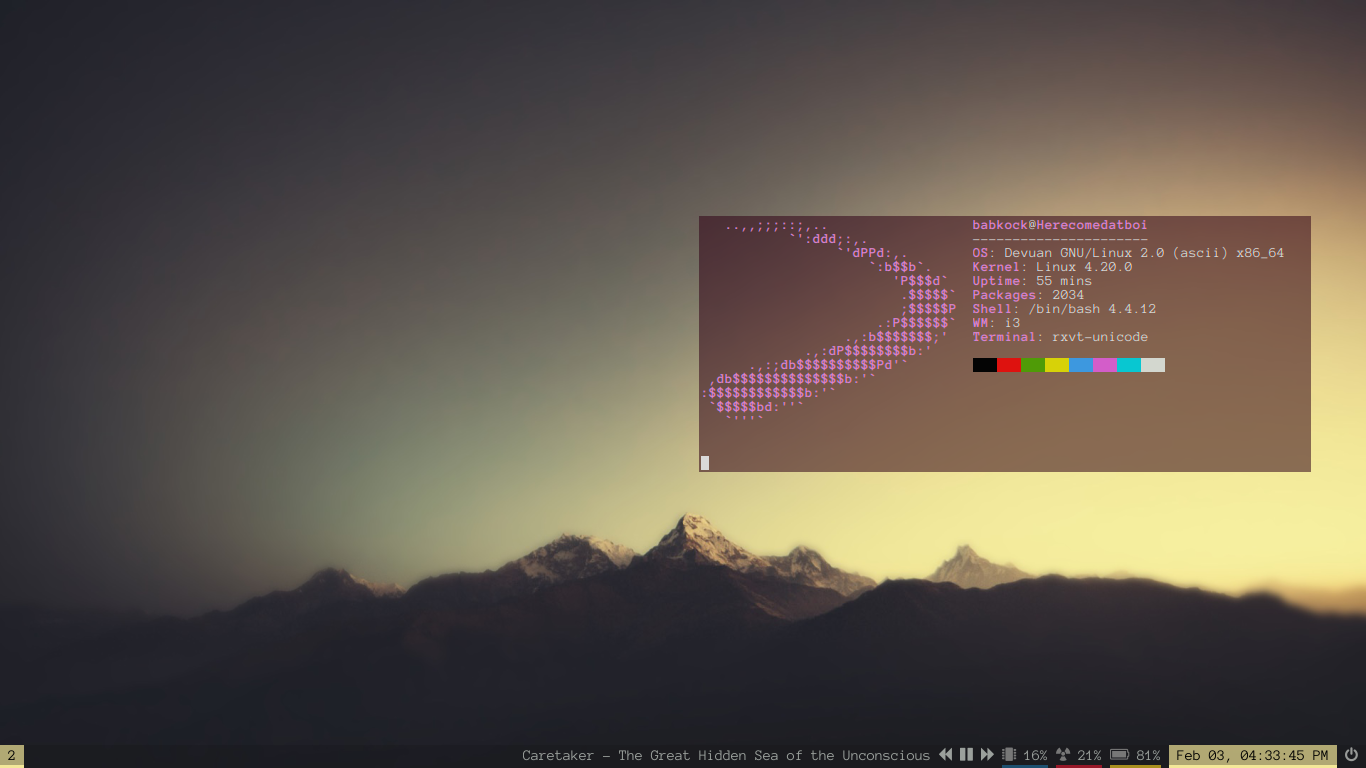 ..,,;;;::;,..
`':ddd;:,.
`'dPPd:,.
`:b$$b`.
'P$$$d`
.$$$$$`
;$$$$$P
.:P$$$$$$`
.,:b$$$$$$$;'
.,:dP$$$$$$$$b:'
.,:;db$$$$$$$$$$Pd'`
,db$$$$$$$$$$$$$$b:'`
:$$$$$$$$$$$$b:'`
`$$$$$bd:''`
`'''`
babkock@Herecomedatboi
----------------------
OS: Devuan GNU/Linux 2.0 (ascii) x86_64
Kernel: Linux 4.20.0
Uptime: 55 mins
Packages: 2034
Shell: /bin/bash 4.4.12
WM: i3
Terminal: rxvt-unicode
2
Caretaker - The Great Hidden Sea of the Unconscious 16% 21% 81% Feb 03, 04:33:45 PM